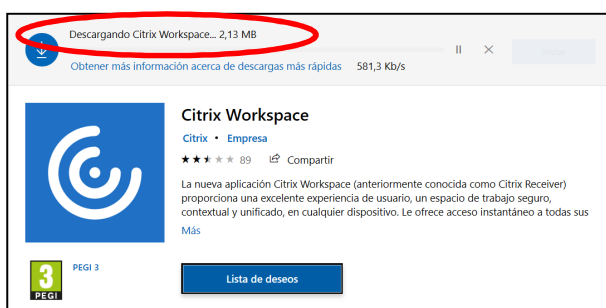 Descargando Citrix Workspace... 2,13 MB
Obtener más información acerca de descargas más rápidas 581,3 Kb/s
Citrix Workspace
Citrix • Empresa
89 Compartir
La nueva aplicación Citrix Workspace (anteriormente conocida como Citrix Receiver)
proporciona una excelente experiencia de usuario, un espacio de trabajo seguro,
contextual y unificado, en cualquier dispositivo. Le ofrece acceso instantáneo a todas sus
Más
3
PEGI
PEGI 3
Lista de deseos